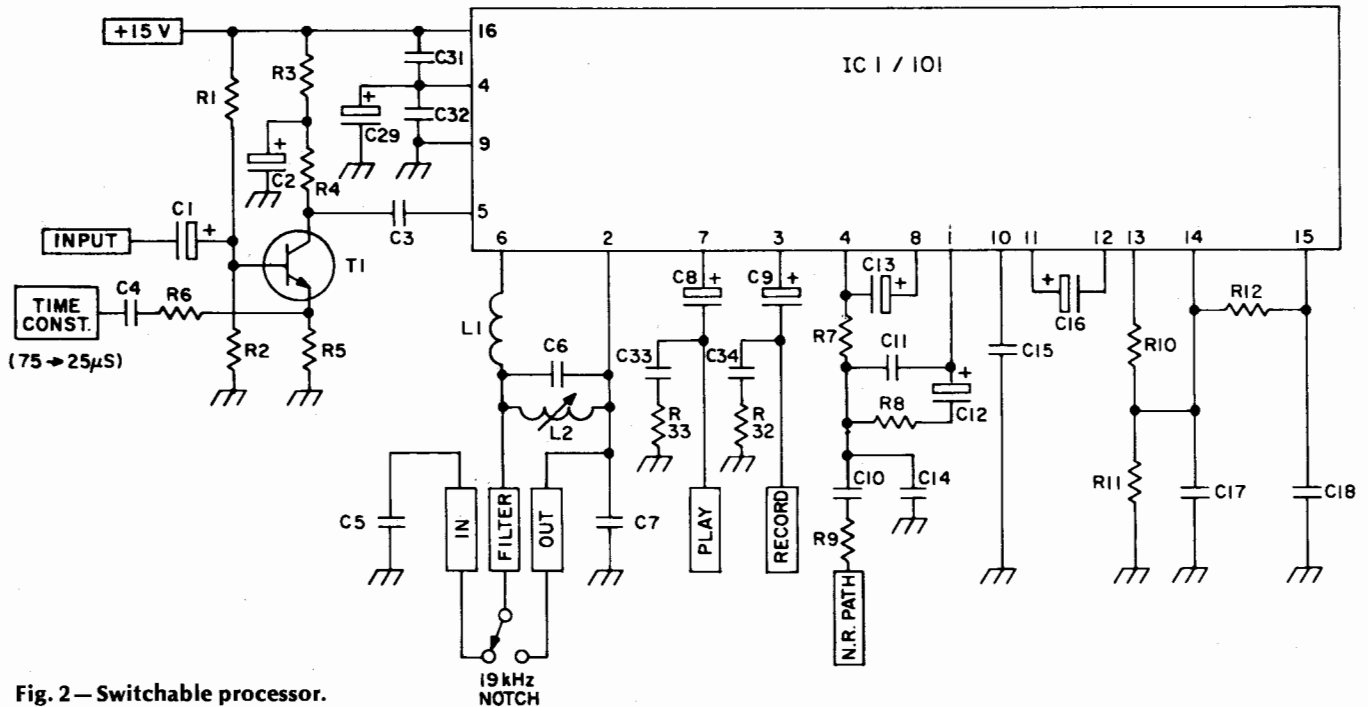 +15 V
16
C31
IC 1 / 101
R3
R1
4
+
C32
C29
+
9
C2
R4
C1
+
5
INPUT
C3
T1
6 2 7 3 4 8 1 10 11 12 13 14 15
C4
R6
TIME
CONST.
(75→25µS)
R2
R5
L1
C6
L2
C8 +
C9 +
C13
+
R7
C11
+
R8
C12
C15
+
C16
R12
R10
C33
C34
R
33
R
32
C10
C14
R11
C17
C18
C5
IN
FILTER
OUT
C7
PLAY
RECORD
R9
N.R. PATH
19 kHz
NOTCH
Fig. 2—Switchable processor.